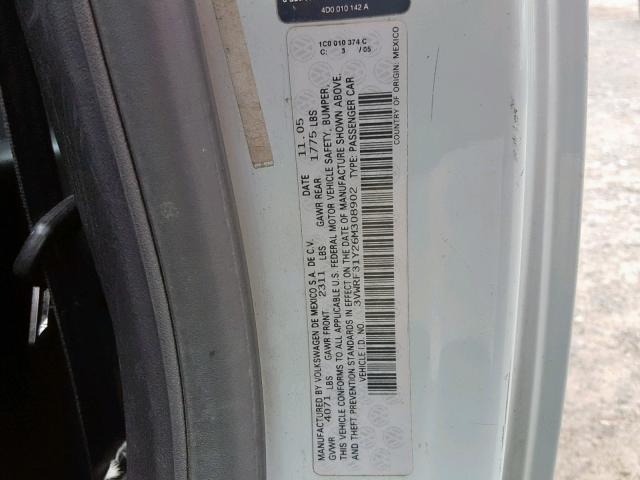 4D0 010 142 A
1C0 010 374 C
C: 3 / 05
MANUFACTURED BY VOLKSWAGEN DE MEXICO S.A. DE C.V. DATE 11.05
GVWR 4071 LBS GAWR FRONT 2311 LBS GAWR REAR 1775 LBS
THIS VEHICLE CONFORMS TO ALL APPLICABLE U.S. FEDERAL MOTOR VEHICLE SAFETY, BUMPER,
AND THEFT PREVENTION STANDARDS IN EFFECT ON THE DATE OF MANUFACTURE SHOWN ABOVE.
VEHICLE I.D. NO. 3VWRF31Y26M308902 TYPE: PASSENGER CAR
COUNTRY OF ORIGIN: MEXICO